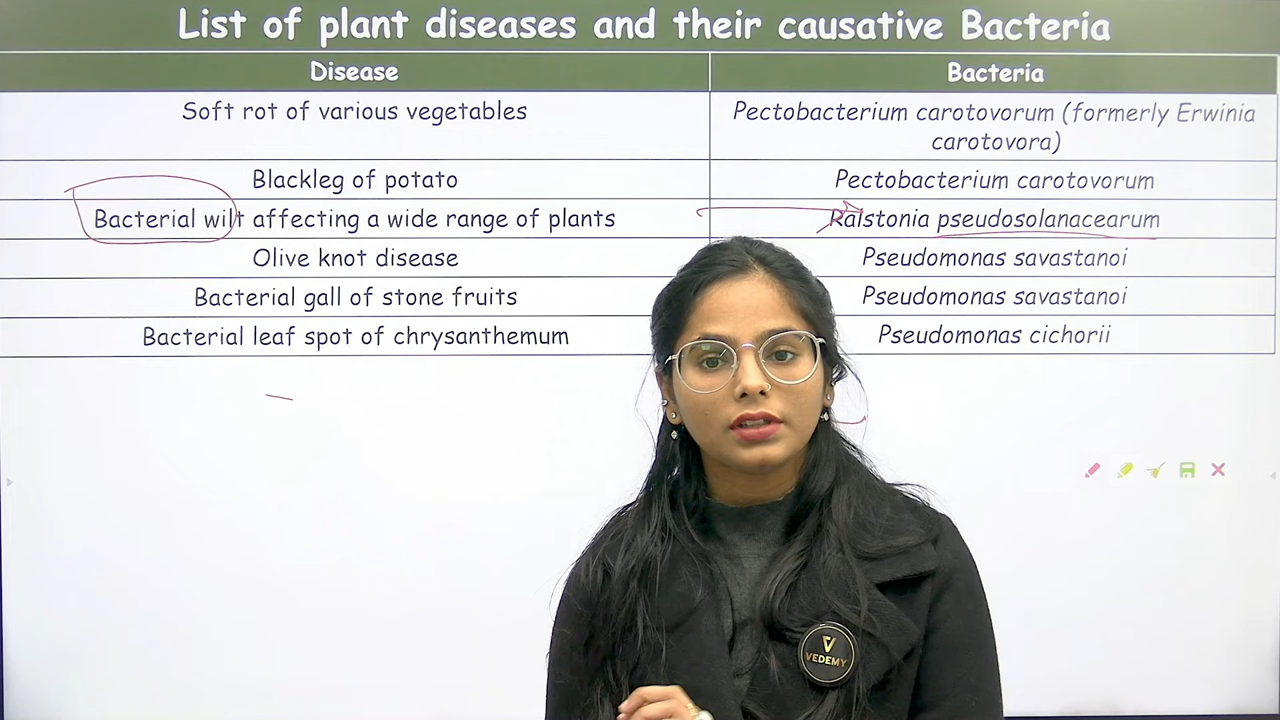 List of plant diseases and their causative Bacteria
Disease
Bacteria
Soft rot of various vegetables
Pectobacterium carotovorum (formerly Erwinia
carotovora)
Blackleg of potato
Pectobacterium carotovorum
Bacterial wilt affecting a wide range of plants
Ralstonia pseudosolanacearum
Olive knot disease
Pseudomonas savastanoi
Bacterial gall of stone fruits
Pseudomonas savastanoi
Bacterial leaf spot of chrysanthemum
Pseudomonas cichorii
VEDEMY